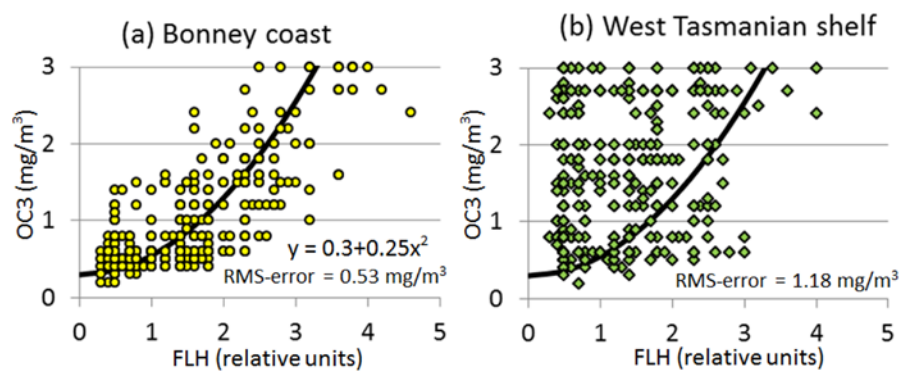 (a) Bonney coast
OC3 (mg/m³)
3
2
1
0
y = 0.3+0.25x²
RMS-error = 0.53 mg/m³
0 1 2 3 4 5
FLH (relative units)
(b) West Tasmanian shelf
OC3 (mg/m³)
3
2
1
0
RMS-error = 1.18 mg/m³
0 1 2 3 4 5
FLH (relative units)